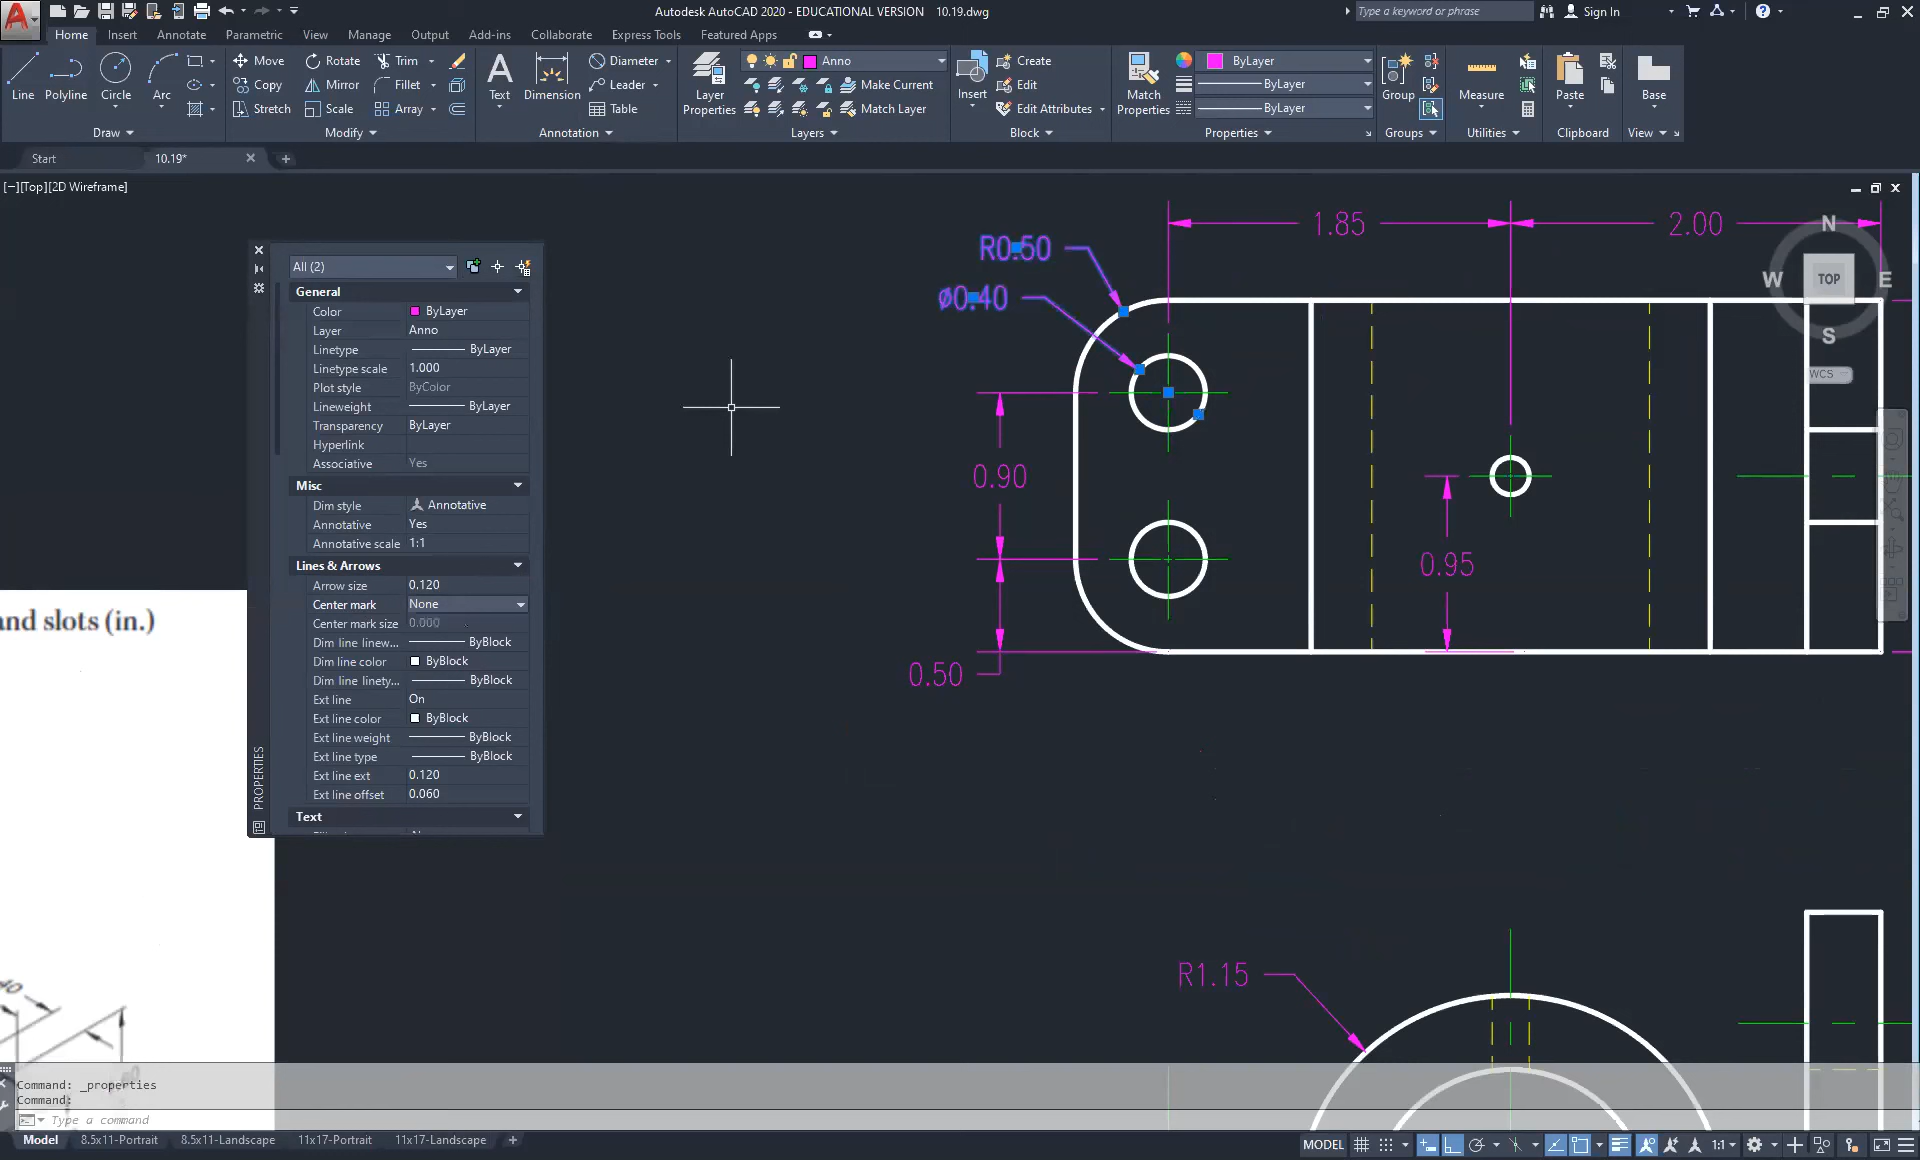 Autodesk AutoCAD 2020 - EDUCATIONAL VERSION 10.19.dwg
Type a keyword or phrase
Sign In
Home Insert Annotate Parametric View Manage Output Add-ins Collaborate Express Tools Featured Apps
Line Polyline Circle Arc
Move Rotate Trim
Copy Mirror Fillet
Stretch Scale Array
Text Dimension
Diameter
Leader
Table
Layer Properties
Anno
Make Current
Match Layer
Insert
Create
Edit
Edit Attributes
Match Properties
ByLayer
ByLayer
ByLayer
Group
Measure
Paste
Base
Draw Modify Annotation Layers Block Properties Groups Utilities Clipboard View
Start 10.19*
[−][Top][2D Wireframe]
All (2)
General
Color ByLayer
Layer Anno
Linetype ByLayer
Linetype scale 1.000
Plot style ByColor
Lineweight ByLayer
Transparency ByLayer
Hyperlink
Associative Yes
Misc
Dim style Annotative
Annotative Yes
Annotative scale 1:1
Lines & Arrows
Arrow size 0.120
Center mark None
Center mark size 0.000
Dim line linew... ByBlock
Dim line color ByBlock
Dim line linety... ByBlock
Ext line On
Ext line color ByBlock
Ext line weight ByBlock
Ext line type ByBlock
Ext line ext 0.120
Ext line offset 0.060
Text
PROPERTIES
R0.50
ø0.40
1.85
2.00
0.90
0.50
0.95
R1.15
N
W TOP E
S
WCS
and slots (in.)
Command: _properties
Command:
Type a command
Model 8.5x11-Portrait 8.5x11-Landscape 11x17-Portrait 11x17-Landscape
MODEL 1:1